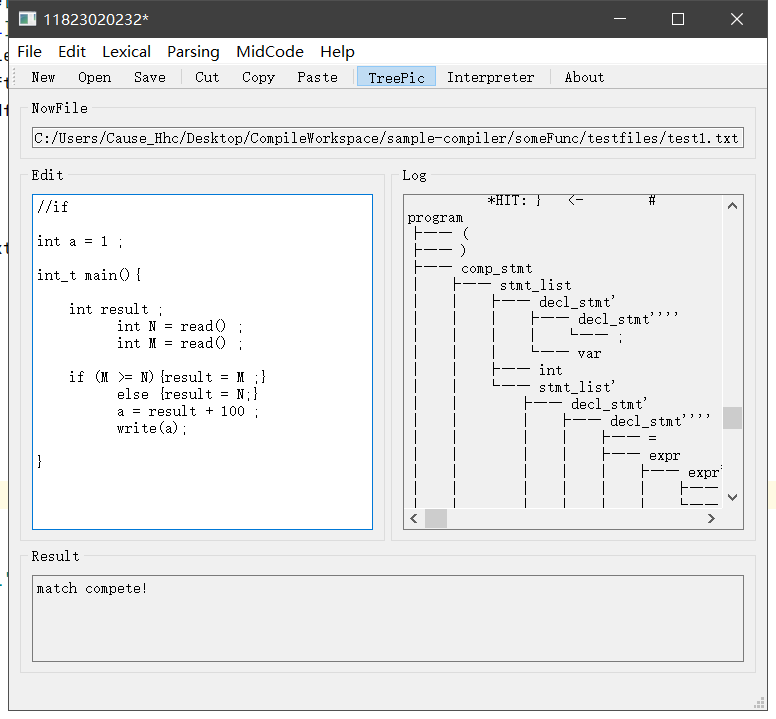 11823020232*
File Edit Lexical Parsing MidCode Help
New Open Save Cut Copy Paste TreePic Interpreter About
NowFile
C:/Users/Cause_Hhc/Desktop/CompileWorkspace/sample-compiler/someFunc/testfiles/test1.txt
Edit
//if
int a = 1 ;
int_t main(){
int result ;
int N = read() ;
int M = read() ;
if (M >= N){result = M ;}
else {result = N;}
a = result + 100 ;
write(a);
}
Log
*HIT: } <- #
program
├── (
├── )
├── comp_stmt
│ ├── stmt_list
│ │ ├── decl_stmt'
│ │ │ ├── decl_stmt''''
│ │ │ │ └── ;
│ │ │ └── var
│ │ ├── int
│ │ └── stmt_list'
│ │ ├── decl_stmt'
│ │ │ ├── decl_stmt''''
│ │ │ │ ├── =
│ │ │ │ ├── expr
│ │ │ │ │ ├── expr'
│ │ │ │ │ │ ├──
│ │ │ │ │ │ └──
Result
match compete!